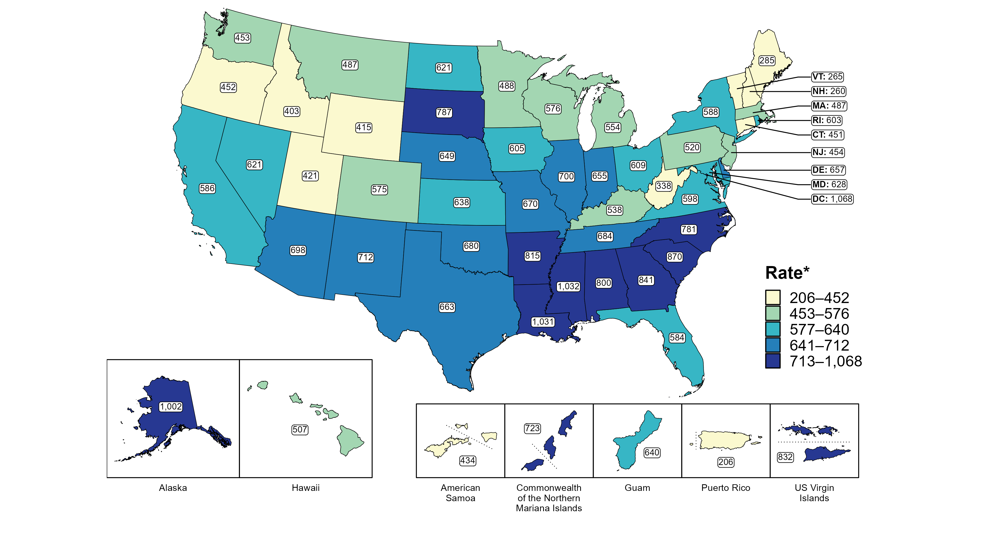 453
487
621
285
452
488
VT: 265
NH: 260
MA: 487
403
787
576
588
RI: 603
415
554
CT: 451
649
605
520
NJ: 454
621
421
700
655
609
DE: 657
586
575
638
670
338
MD: 628
598
DC: 1,068
538
781
698
712
680
684
815
870
663
1,032
800
841
1,031
584
Rate*
206–452
453–576
577–640
641–712
713–1,068
1,002
507
434
723
640
206
832
Alaska
Hawaii
American
Samoa
Commonwealth
of the Northern
Mariana Islands
Guam
Puerto Rico
US Virgin
Islands